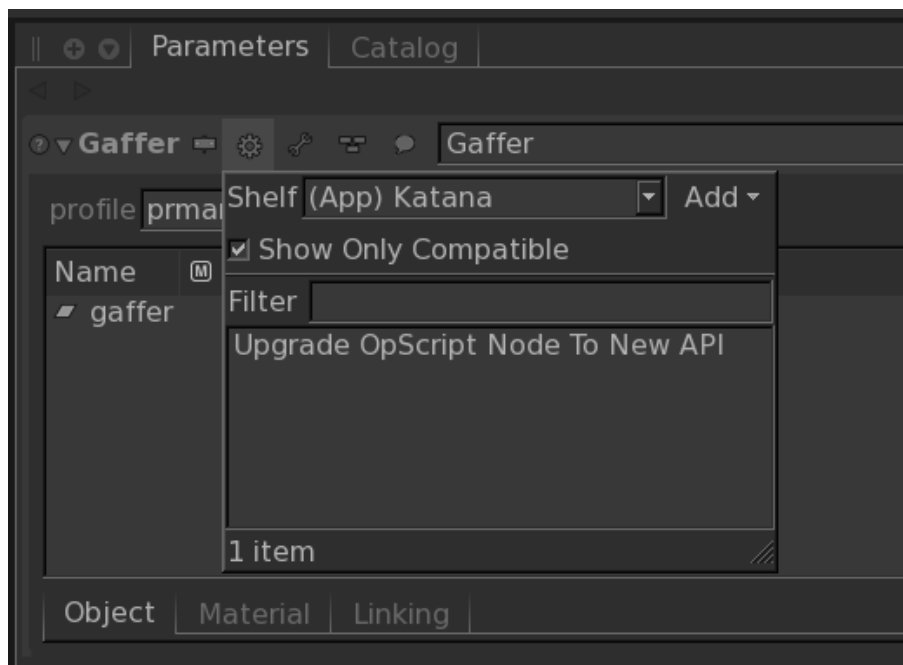 Parameters Catalog
Gaffer Gaffer
Shelf (App) Katana Add
profile prmar
Show Only Compatible
Name M
Filter
gaffer
Upgrade OpScript Node To New API
1 item
Object Material Linking